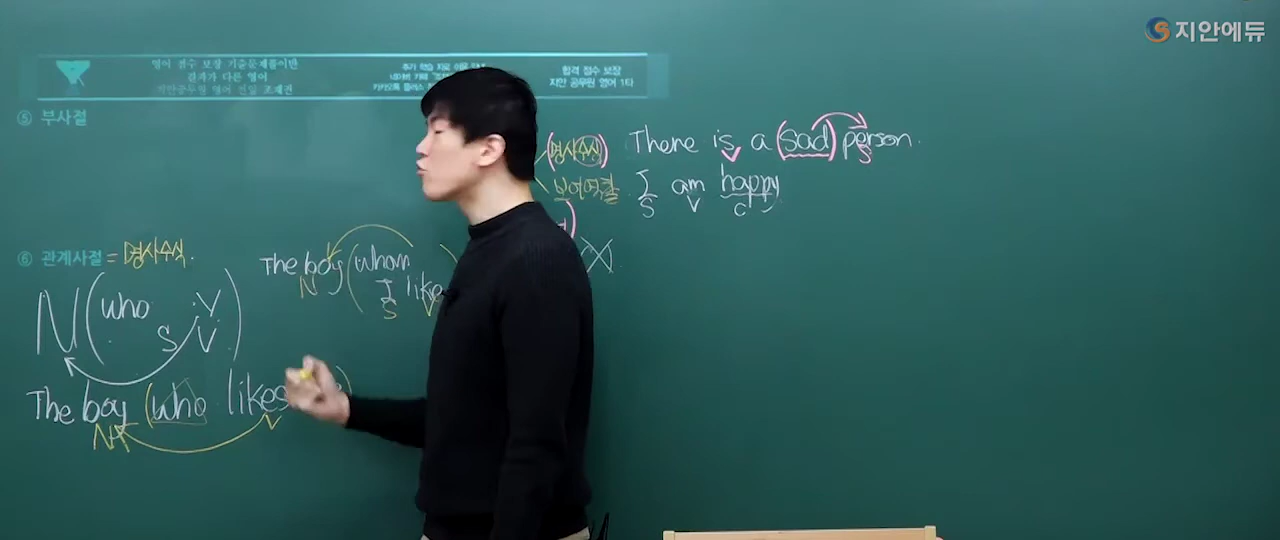 지안에듀
영어 점수 보장 기출문제풀이반
결과가 다른 영어
지안공무원 영어 전임 조태진
합격 점수 보장
지안 공무원 영어 1타
⑤ 부사절
(명사수식) There is a (sad) person.
V S
보어역할 I am happy
S V C
⑥ 관계사절 = 명사수식.
The boy (whom
N I like
S V
X
N (who V)
S V
The boy (who likes
N V